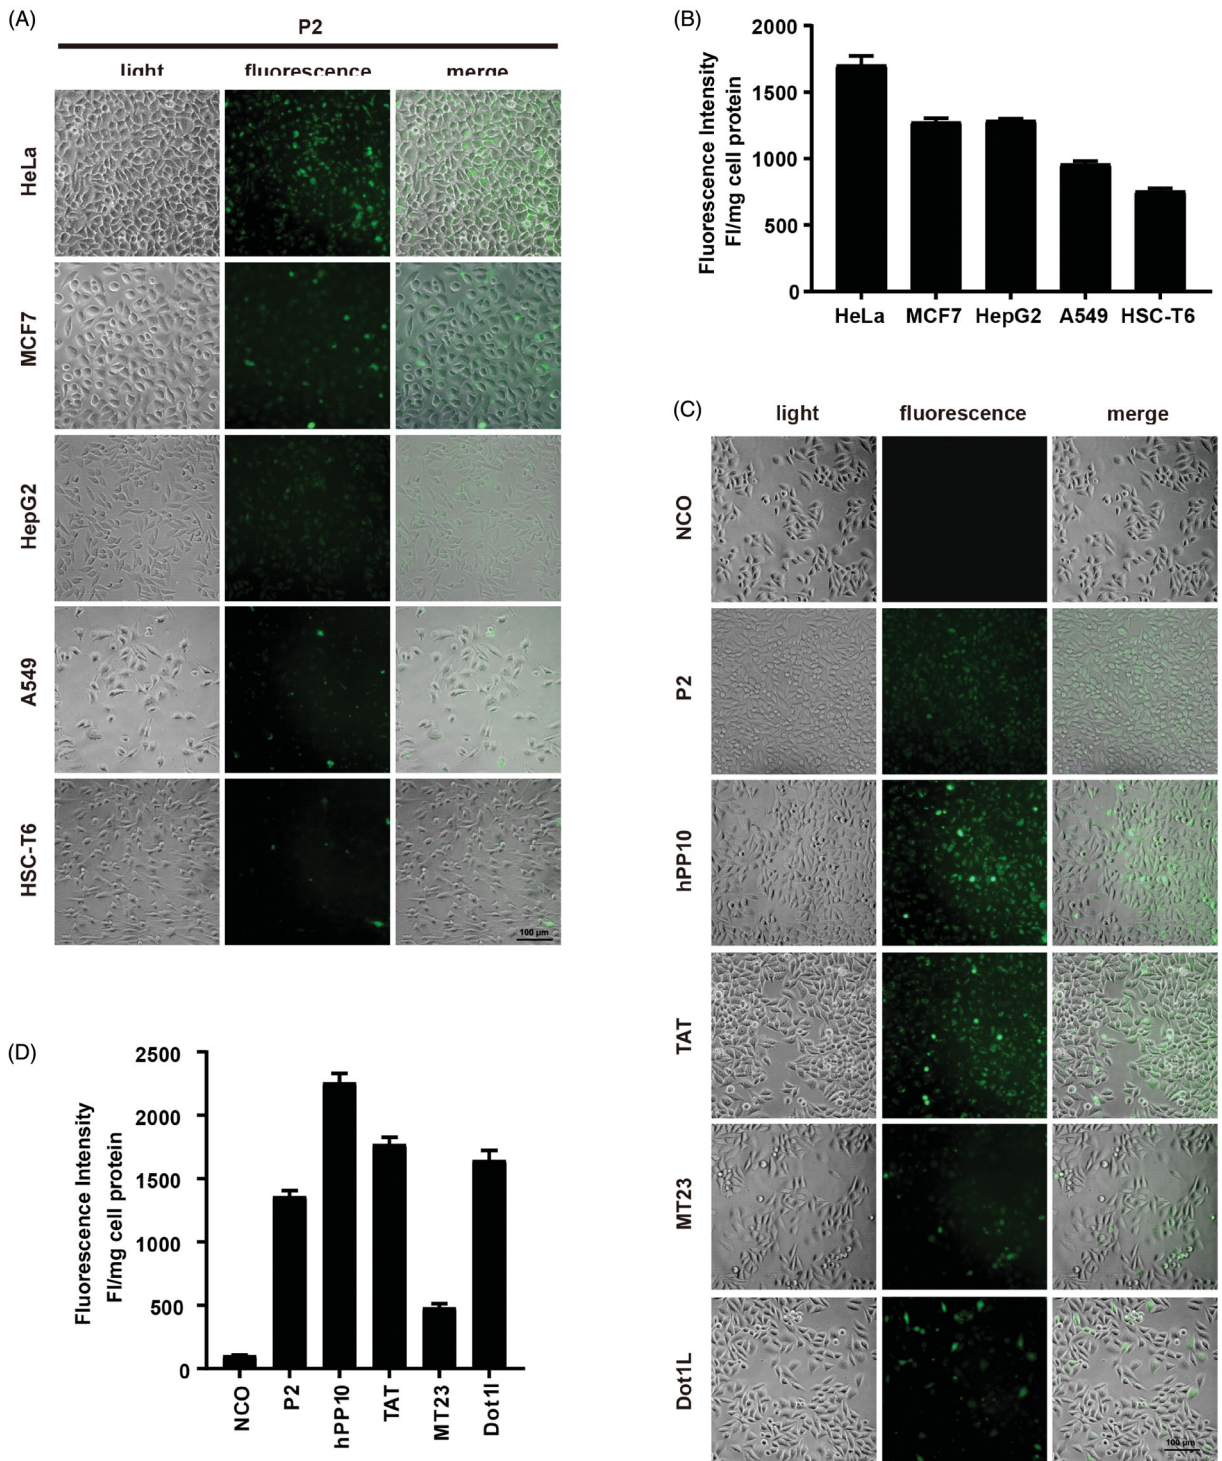 (A)
P2
light fluorescence merge
HeLa
MCF7
HepG2
A549
HSC-T6
100 μm
(B)
Fluorescence Intensity
FI/mg cell protein
2000
1500
1000
500
0
HeLa MCF7 HepG2 A549 HSC-T6
(C)
light fluorescence merge
NCO
P2
hPP10
TAT
MT23
Dot1L
100 μm
(D)
Fluorescence Intensity
FI/mg cell protein
2500
2000
1500
1000
500
0
NCO
P2
hPP10
TAT
MT23
Dot1l